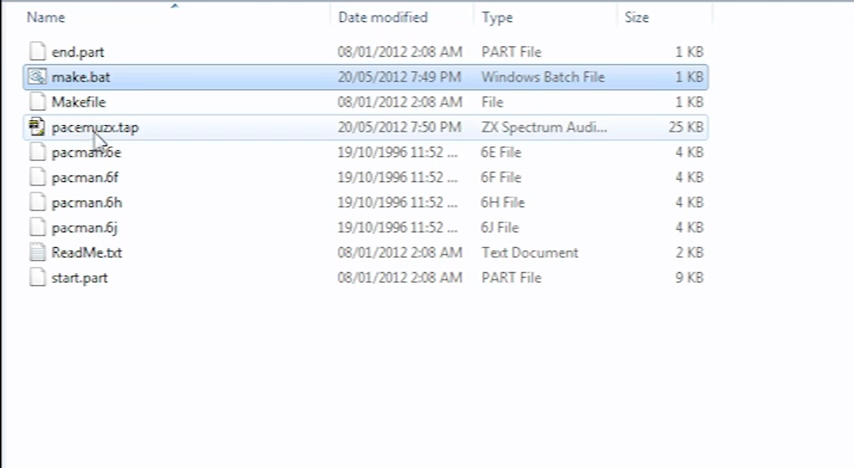 Name Date modified Type Size
end.part 08/01/2012 2:08 AM PART File 1 KB
make.bat 20/05/2012 7:49 PM Windows Batch File 1 KB
Makefile 08/01/2012 2:08 AM File 1 KB
pacemuzx.tap 20/05/2012 7:50 PM ZX Spectrum Audi... 25 KB
pacman.6e 19/10/1996 11:52 ... 6E File 4 KB
pacman.6f 19/10/1996 11:52 ... 6F File 4 KB
pacman.6h 19/10/1996 11:52 ... 6H File 4 KB
pacman.6j 19/10/1996 11:52 ... 6J File 4 KB
ReadMe.txt 08/01/2012 2:08 AM Text Document 2 KB
start.part 08/01/2012 2:08 AM PART File 9 KB